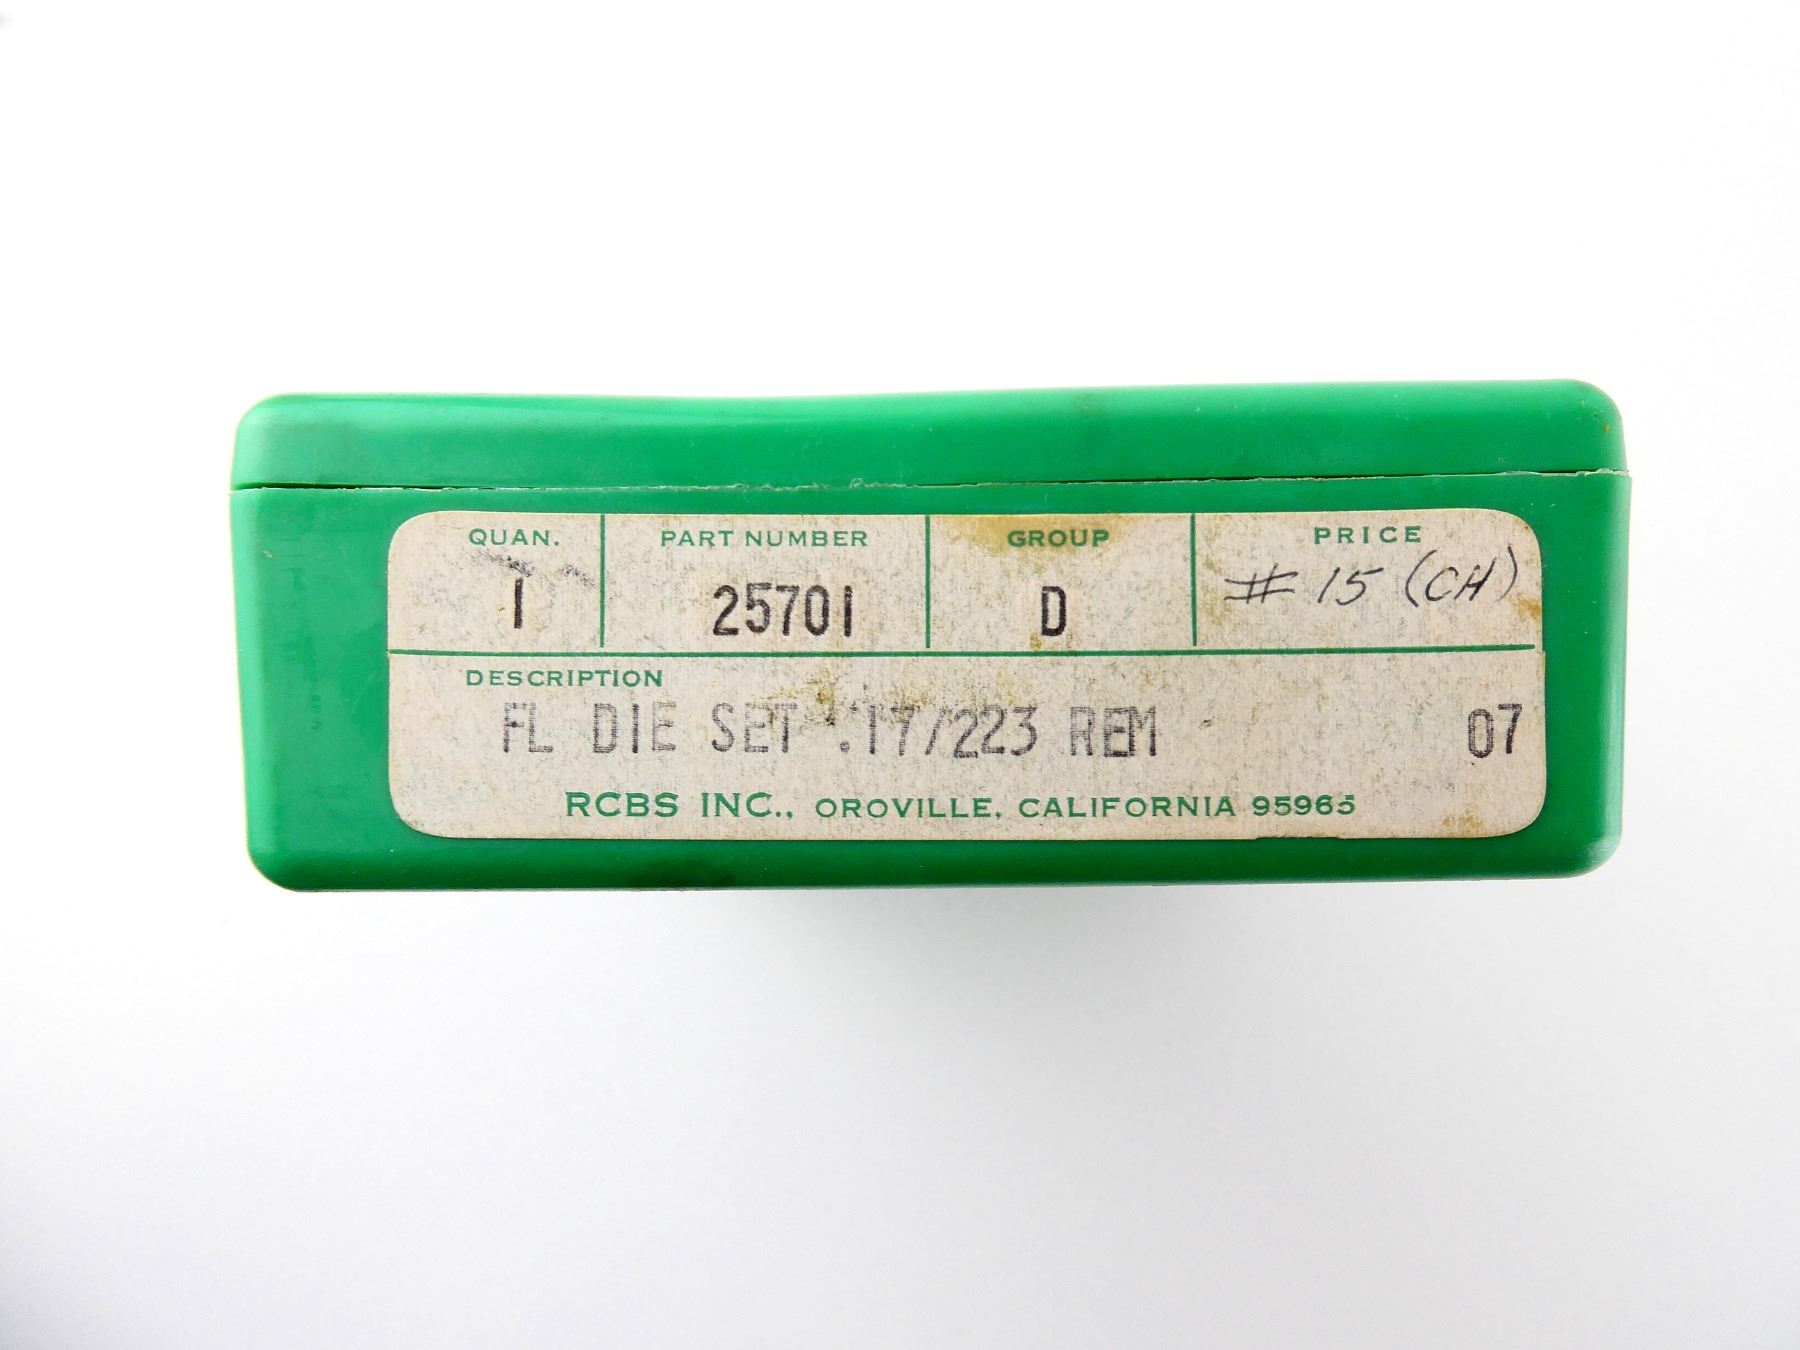 QUAN. PART NUMBER GROUP PRICE
1 25701 D # 15 (CH)
DESCRIPTION
FL DIE SET .17/223 REM 07
RCBS INC., OROVILLE, CALIFORNIA 95965